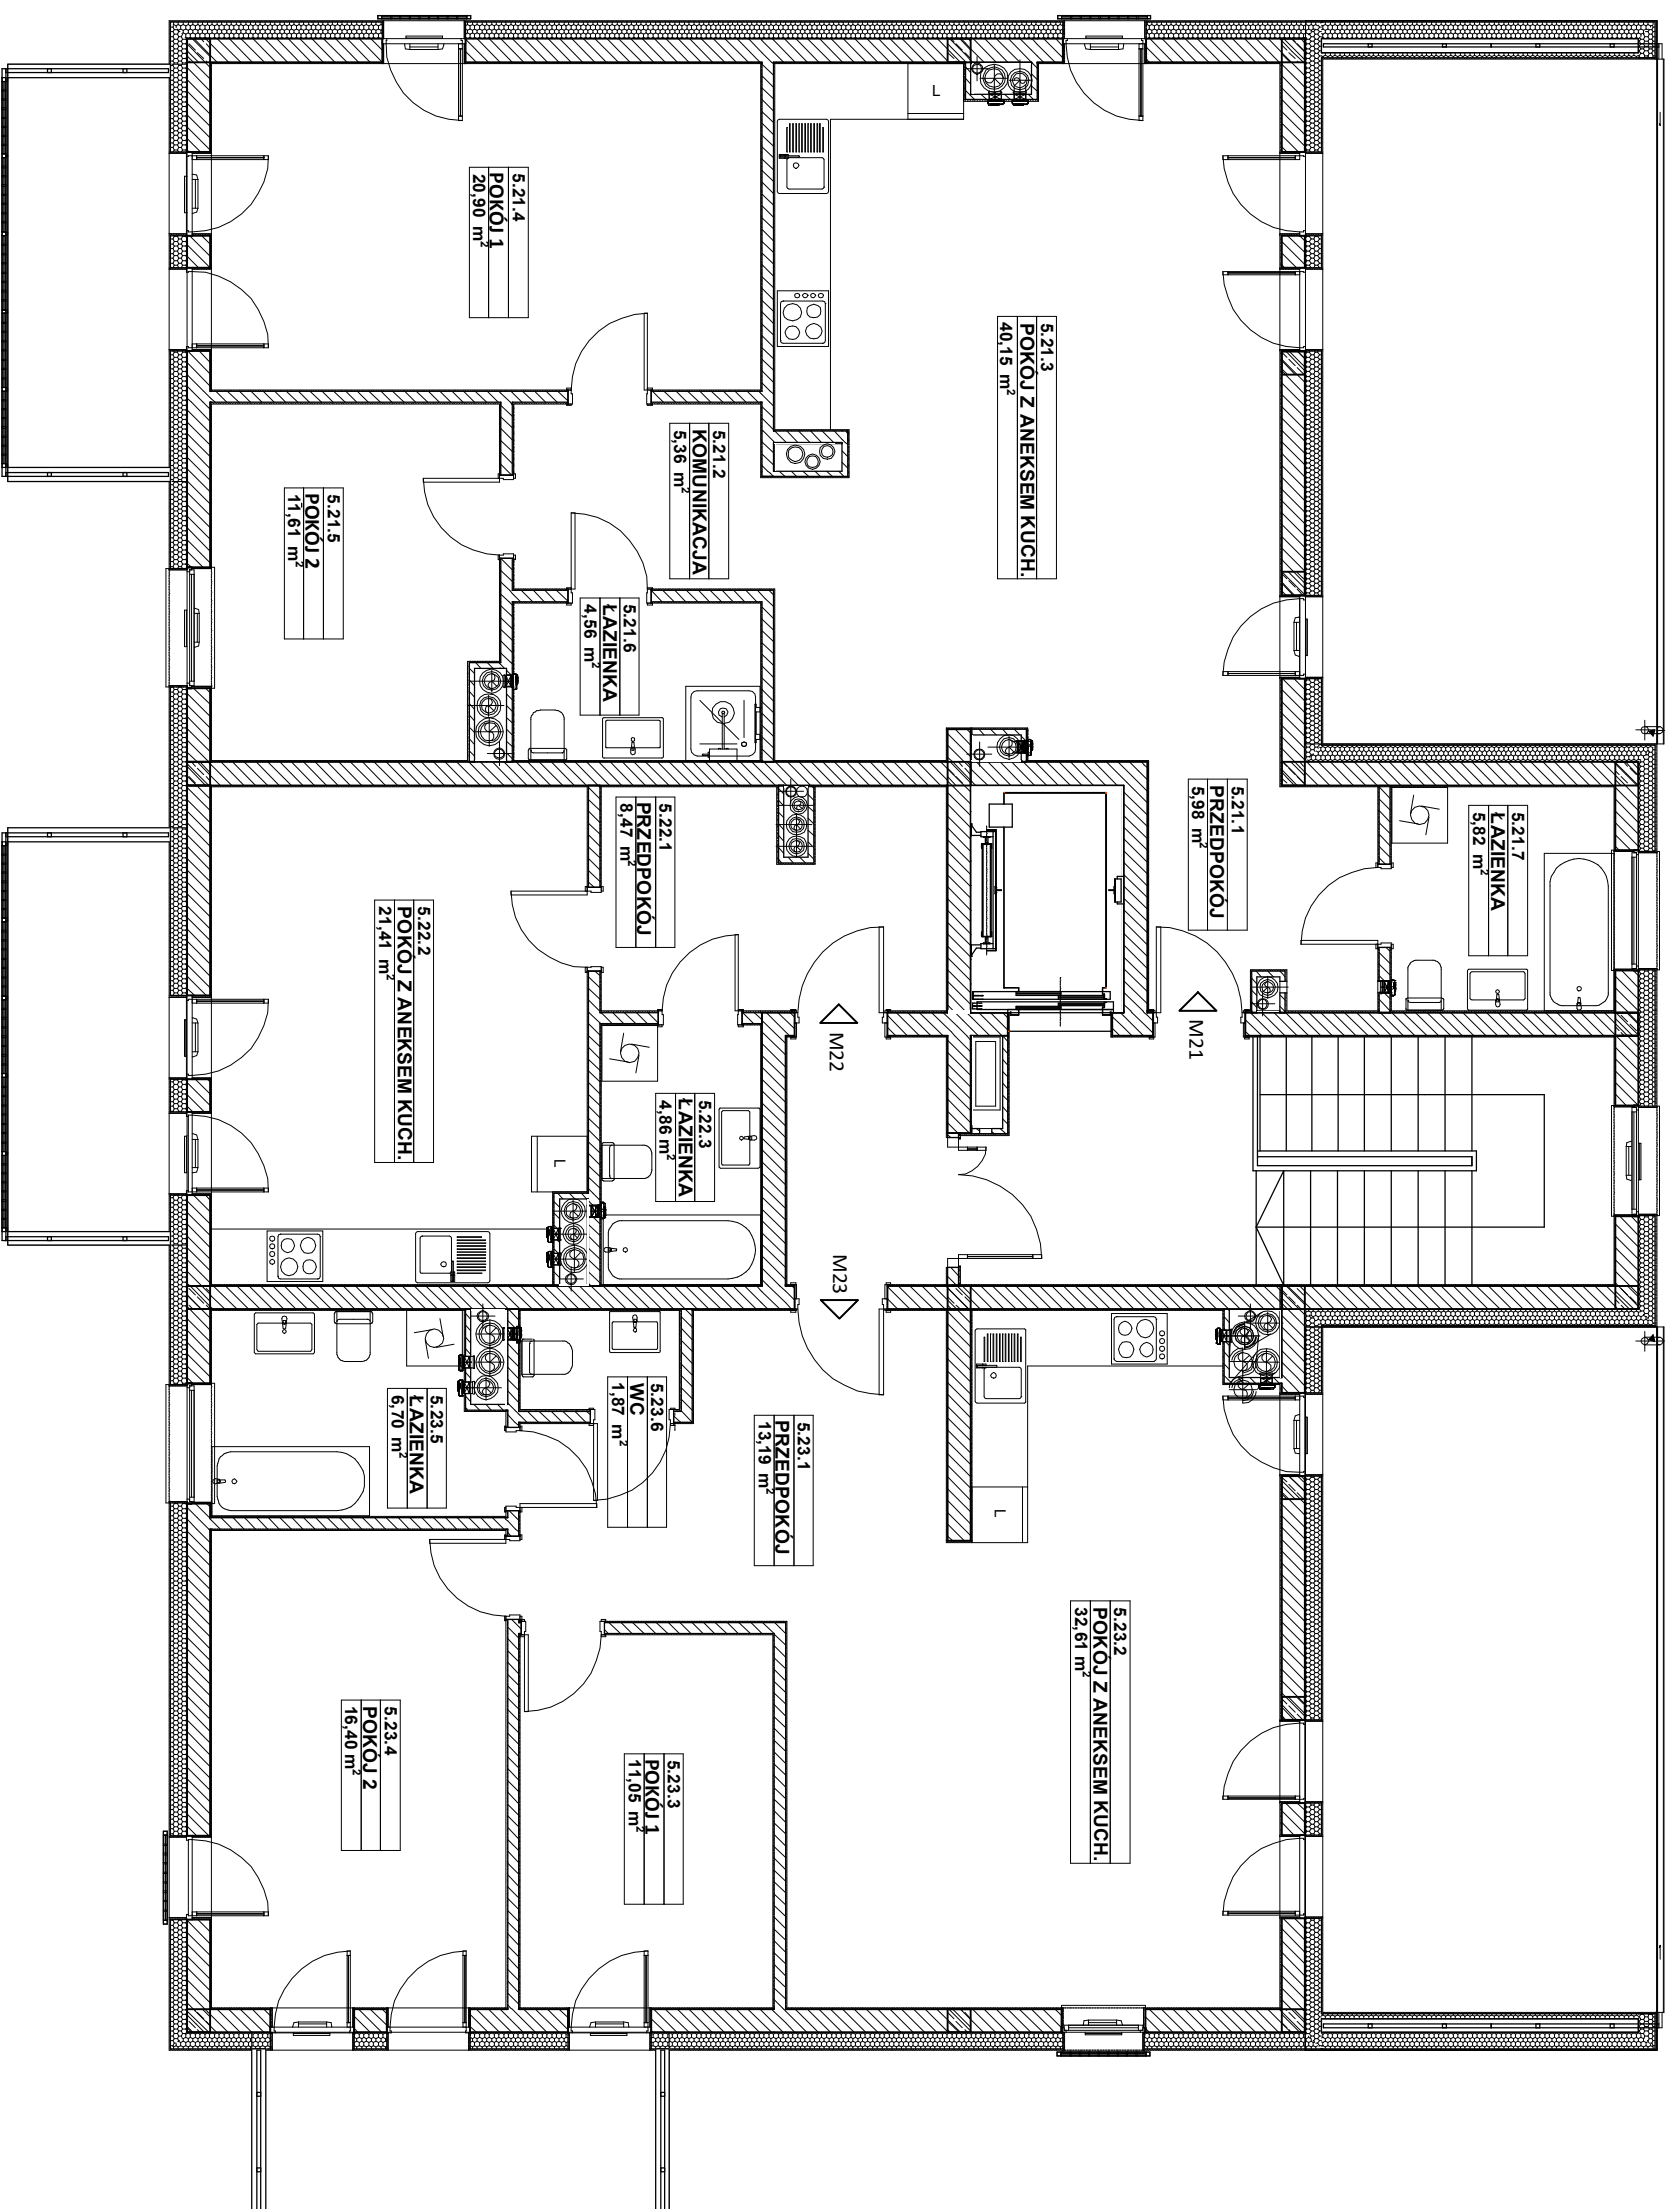 5.21.4
POKÓJ 1
20,90 m²
5.21.3
POKÓJ Z ANEKSEM KUCH.
40,15 m²
L
5.21.2
KOMUNIKACJA
5,36 m²
5.21.5
POKÓJ 2
11,61 m²
5.21.6
ŁAZIENKA
4,56 m²
5.21.1
PRZEDPOKÓJ
5,98 m²
5.21.7
ŁAZIENKA
5,82 m²
M21
5.22.1
PRZEDPOKÓJ
8,47 m²
5.22.2
POKÓJ Z ANEKSEM KUCH.
21,41 m²
5.22.3
ŁAZIENKA
4,86 m²
L
M22
M23
5.23.1
PRZEDPOKÓJ
13,19 m²
5.23.6
WC
1,87 m²
5.23.5
ŁAZIENKA
6,70 m²
L
5.23.2
POKÓJ Z ANEKSEM KUCH.
32,61 m²
5.23.4
POKÓJ 2
16,40 m²
5.23.3
POKÓJ 1
11,05 m²